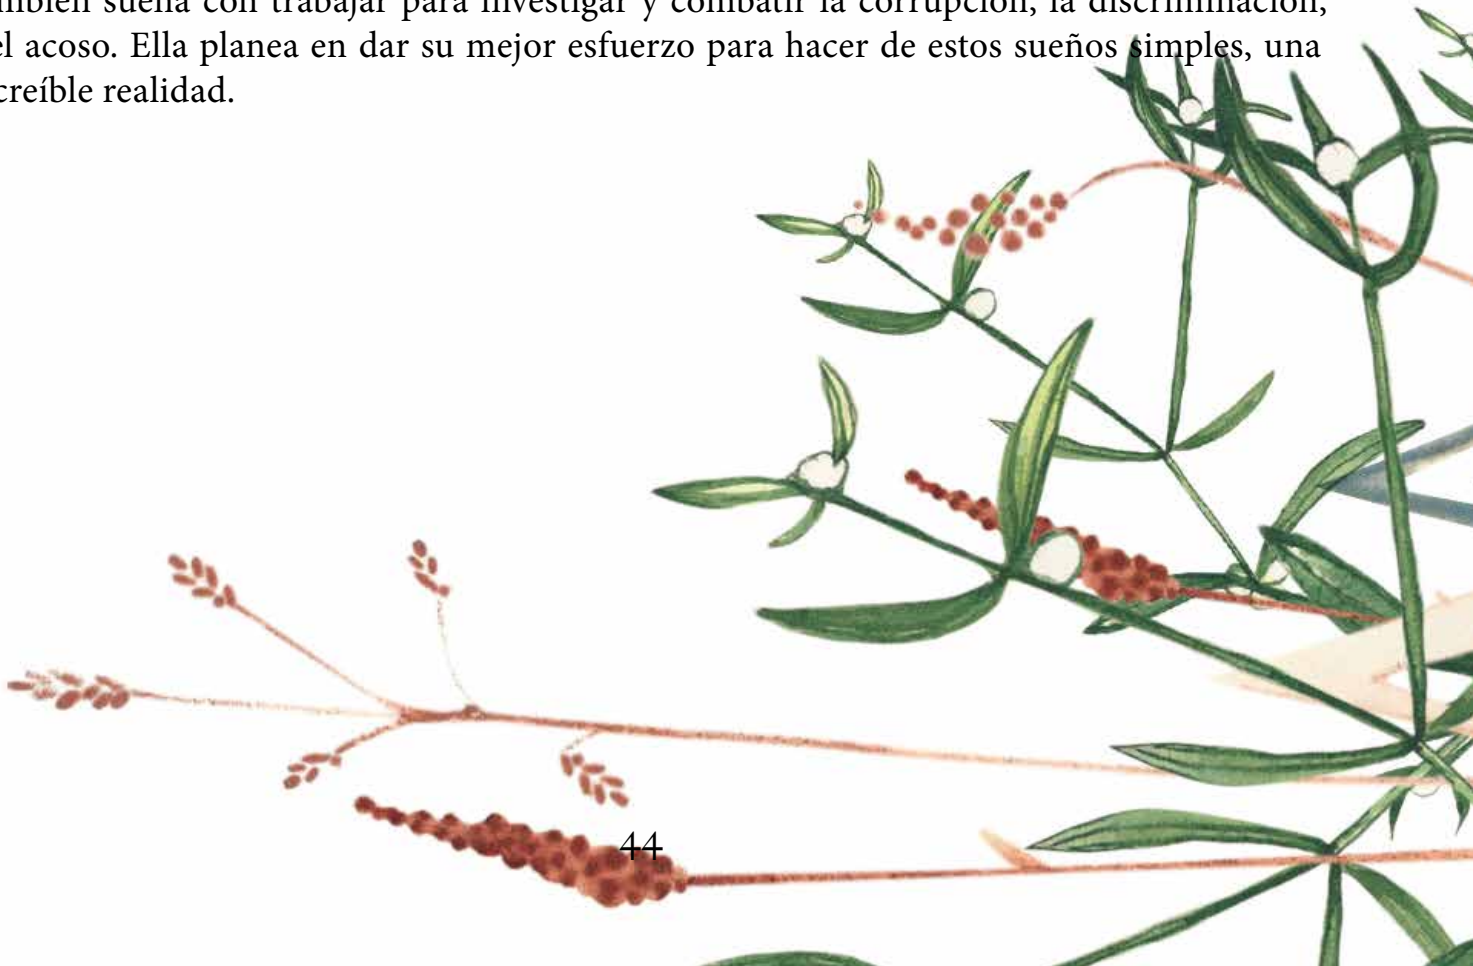 mbién sueña con trabajar para investigar y combatir la corrupción, la discriminación,
el acoso. Ella planea en dar su mejor esfuerzo para hacer de estos sueños simples, una
creíble realidad.
44